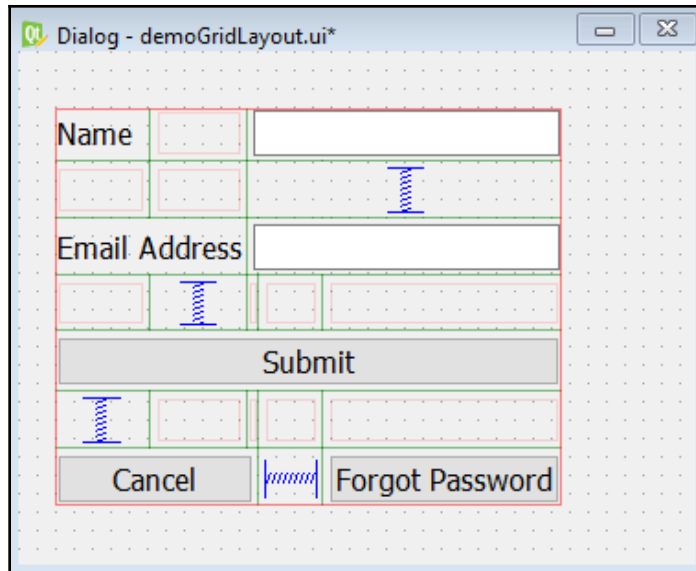 Dialog - demoGridLayout.ui*
Name
Email Address
Submit
Cancel Forgot Password